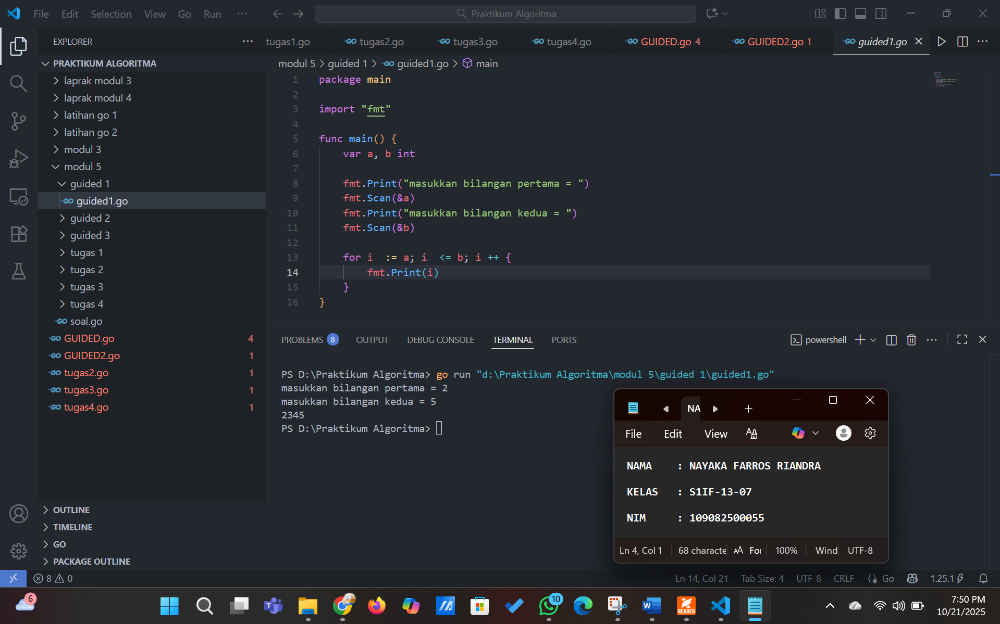 File Edit Selection View Go Run ··· Praktikum Algoritma
EXPLORER ··· tugas1.go tugas2.go tugas3.go tugas4.go GUIDED.go 4 GUIDED2.go 1 guided1.go
PRAKTIKUM ALGORITMA
laprak modul 3
laprak modul 4
latihan go 1
latihan go 2
modul 3
modul 5
guided 1
guided1.go
guided 2
guided 3
tugas 1
tugas 2
tugas 3
tugas 4
soal.go
GUIDED.go 4
GUIDED2.go 1
tugas2.go 1
tugas3.go 1
tugas4.go 1
OUTLINE
TIMELINE
GO
PACKAGE OUTLINE
modul 5 > guided 1 > guided1.go > main
1 package main
2
3 import "fmt"
4
5 func main() {
6 var a, b int
7
8 fmt.Print("masukkan bilangan pertama = ")
9 fmt.Scan(&a)
10 fmt.Print("masukkan bilangan kedua = ")
11 fmt.Scan(&b)
12
13 for i  := a; i  <= b; i ++ {
14 fmt.Print(i)
15 }
16 }
PROBLEMS 8 OUTPUT DEBUG CONSOLE TERMINAL PORTS powershell
PS D:\Praktikum Algoritma> go run "d:\Praktikum Algoritma\modul 5\guided 1\guided1.go"
masukkan bilangan pertama = 2
masukkan bilangan kedua = 5
2345
PS D:\Praktikum Algoritma>
NA
File Edit View
NAMA : NAYAKA FARROS RIANDRA
KELAS : S1IF-13-07
NIM : 109082500055
Ln 4, Col 1 68 characte For 100% Wind UTF-8
8 0 Ln 14, Col 21 Tab Size: 4 UTF-8 CRLF Go 1.25.1
6 10 READER 7:50 PM
10/21/2025